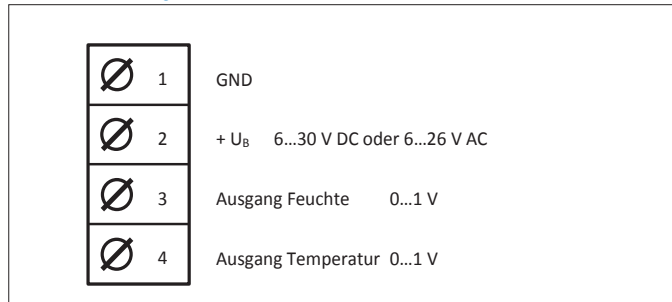 1 GND
2 + UB 6...30 V DC oder 6...26 V AC
3 Ausgang Feuchte 0...1 V
4 Ausgang Temperatur 0...1 V